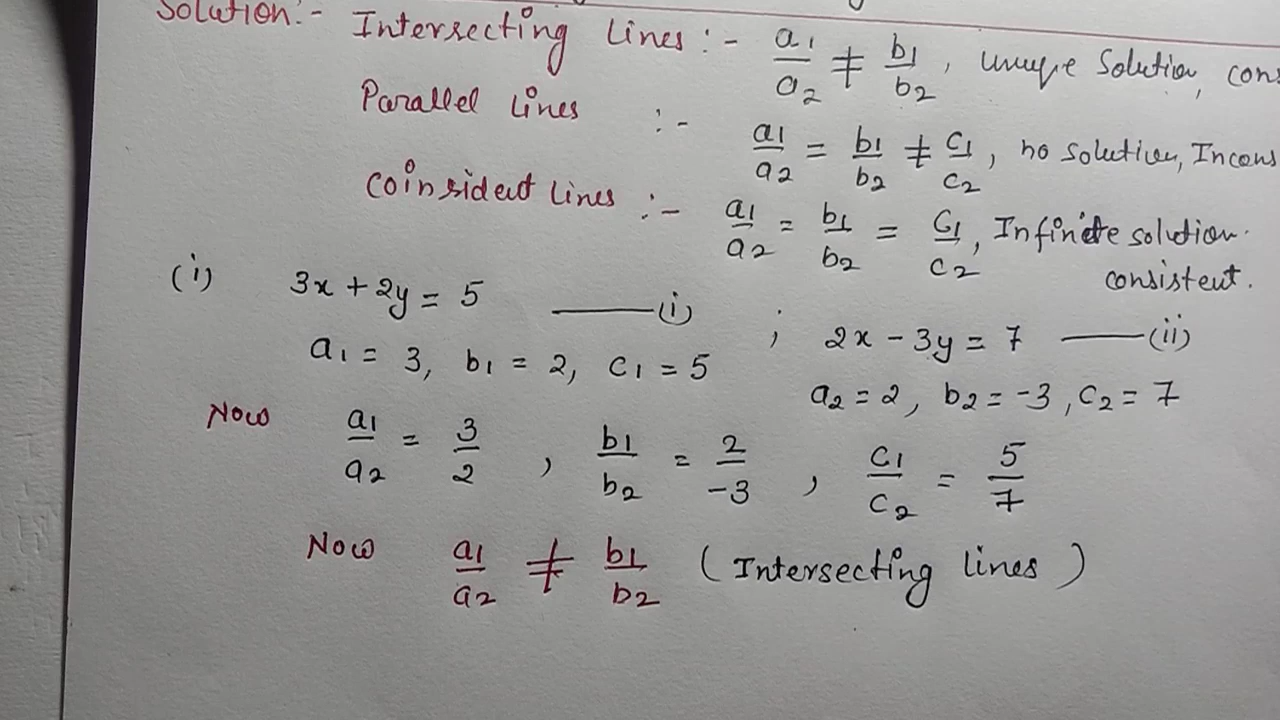 Solution:- Intersecting Lines :- a1/a2 ≠ b1/b2, unique Solution, cons
Parallel Lines :- a1/a2 = b1/b2 ≠ c1/c2, no solution, Incons
Coinsident Lines :- a1/a2 = b1/b2 = C1/c2, Infinite solution.
consistent.
(i) 3x + 2y = 5 ——(i) ; 2x - 3y = 7 ——(ii)
a1 = 3, b1 = 2, c1 = 5
a2 = 2, b2 = -3, c2 = 7
Now a1/a2 = 3/2 , b1/b2 = 2/-3 , c1/c2 = 5/7
Now a1/a2 ≠ b1/b2 (Intersecting lines)